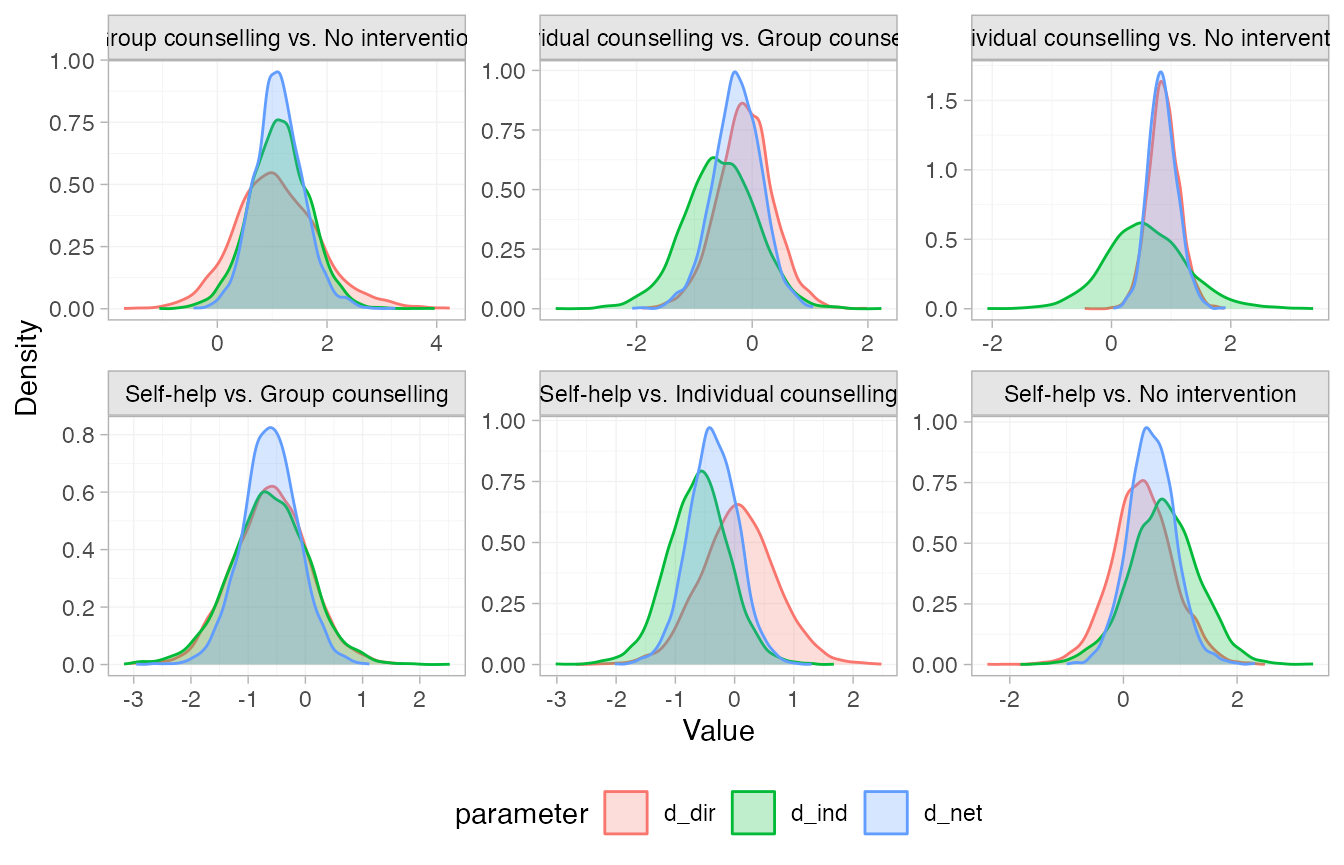 Group counselling vs. No interventio
vidual counselling vs. Group counse
ividual counselling vs. No intervent
1.00
0.75
0.50
0.25
0.00
0 2 4
1.00
0.75
0.50
0.25
0.00
-2 0 2
1.5
1.0
0.5
0.0
-2 0 2
Density
Self-help vs. Group counselling
Self-help vs. Individual counselling
Self-help vs. No intervention
0.8
0.6
0.4
0.2
0.0
-3 -2 -1 0 1 2
1.00
0.75
0.50
0.25
0.00
-3 -2 -1 0 1 2
1.00
0.75
0.50
0.25
0.00
-2 0 2
Value
parameter d_dir d_ind d_net